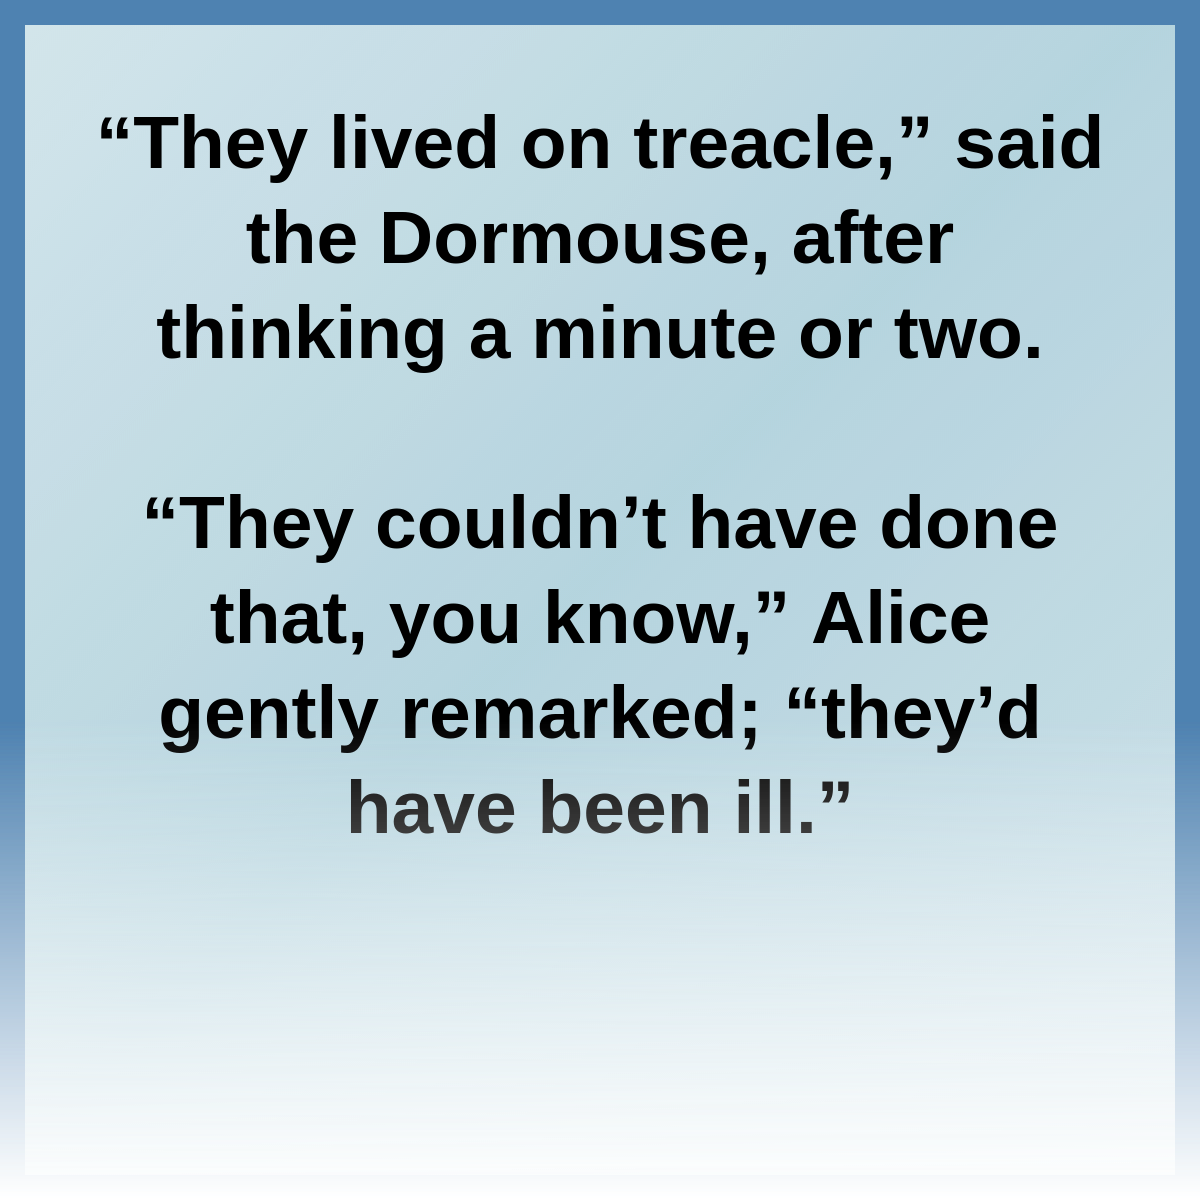 “They lived on treacle,” said
the Dormouse, after
thinking a minute or two.
“They couldn’t have done
that, you know,” Alice
gently remarked; “they’d
have been ill.”